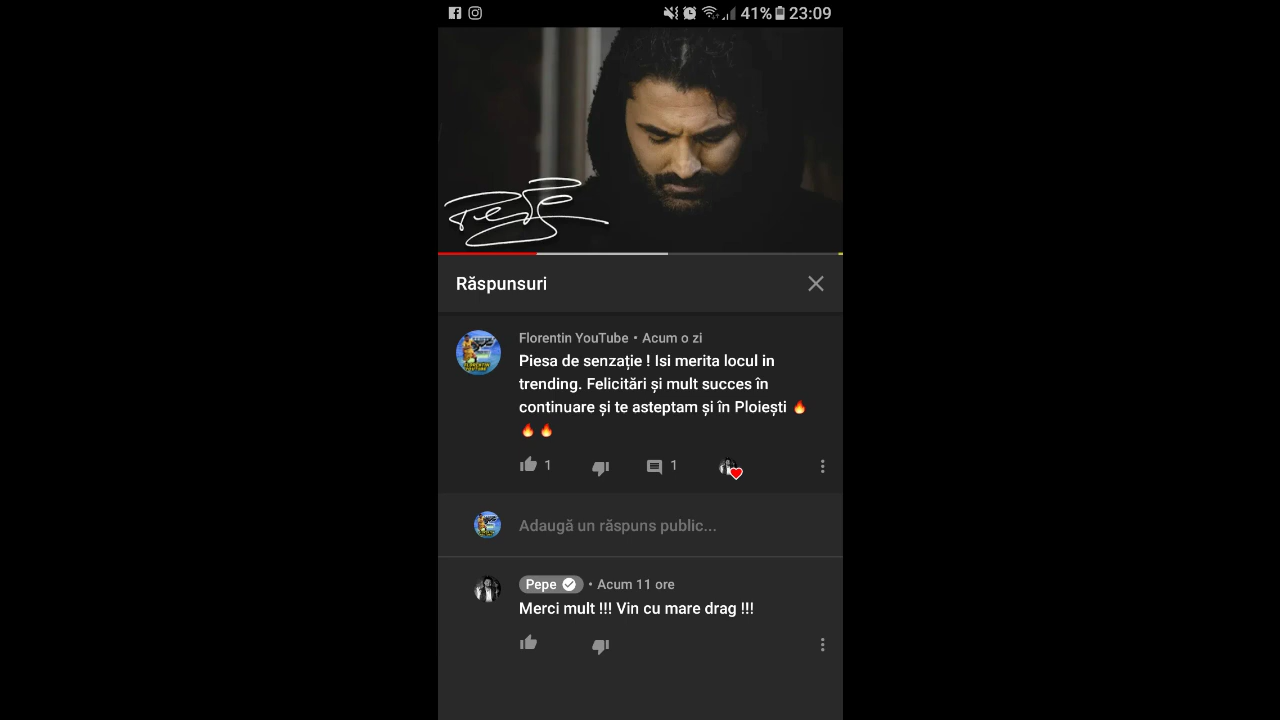 41% 23:09
Pepe
Răspunsuri
Florentin YouTube • Acum o zi
Piesa de senzație ! Isi merita locul in
trending. Felicitări și mult succes în
continuare și te asteptam și în Ploiești 🔥
🔥 🔥
1 1
Adaugă un răspuns public...
Pepe • Acum 11 ore
Merci mult !!! Vin cu mare drag !!!